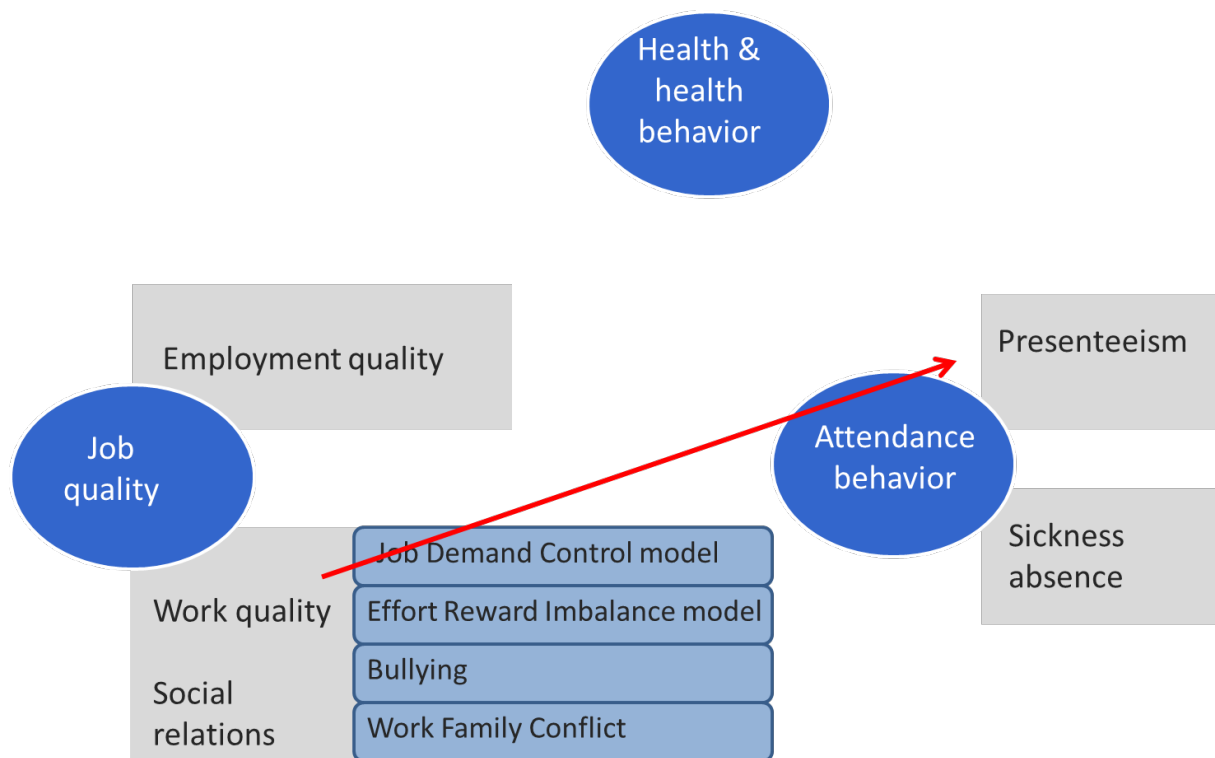 Health &
health
behavior
Employment quality
Presenteeism
Job
quality
Attendance
behavior
Job Demand Control model
Sickness
absence
Work quality
Effort Reward Imbalance model
Bullying
Social
relations
Work Family Conflict